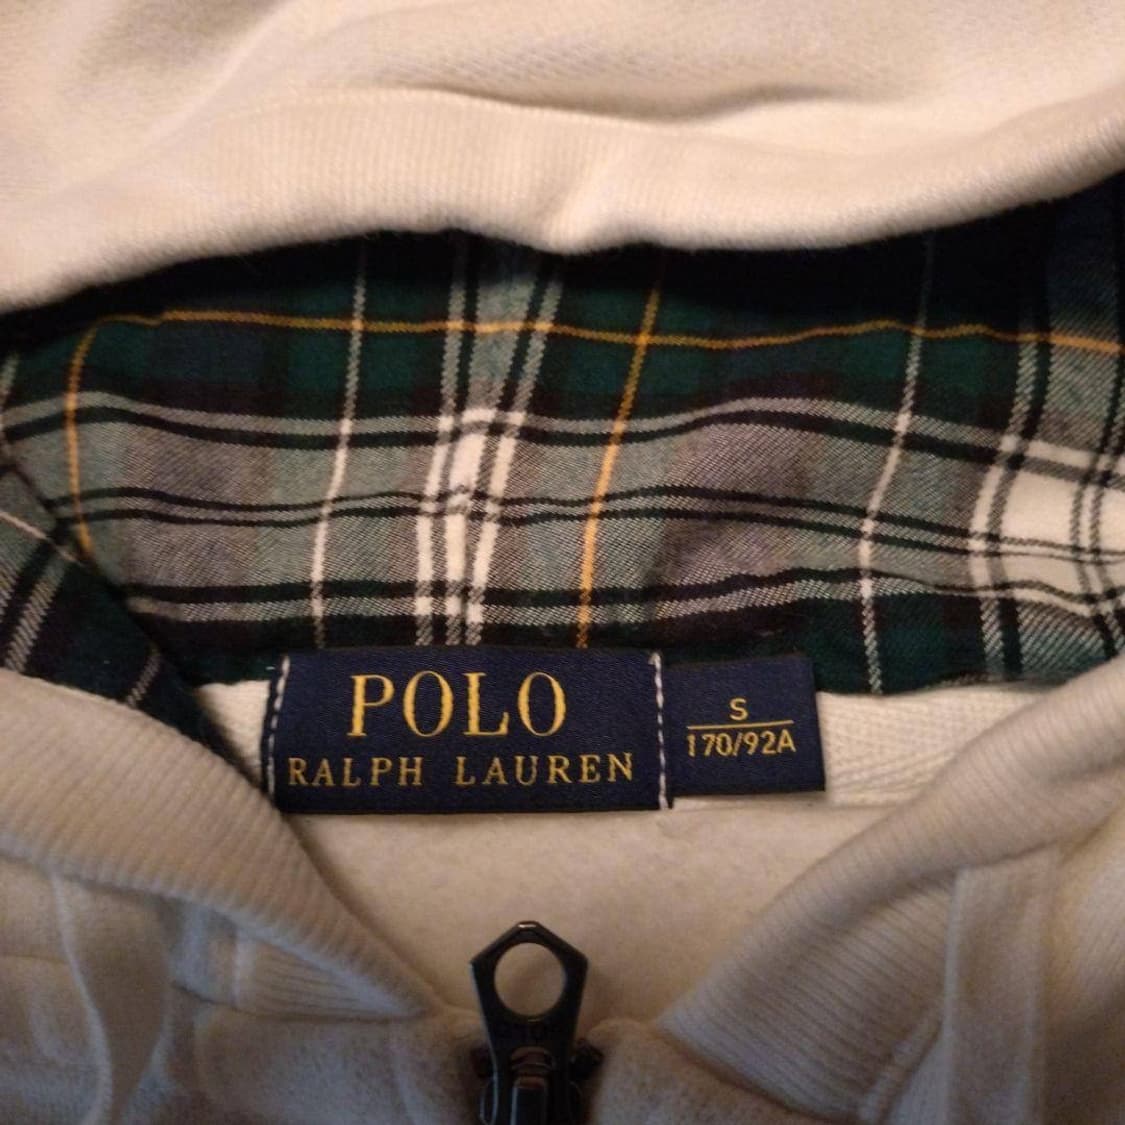 POLO
RALPH LAUREN
S
170/92A